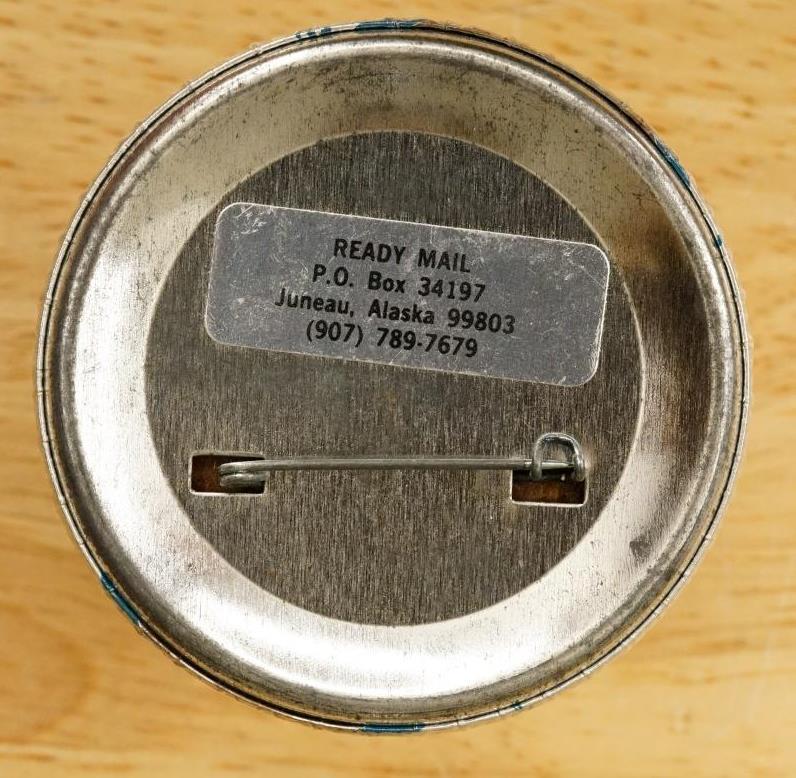 READY MAIL
P.O. Box 34197
Juneau, Alaska 99803
(907) 789-7679